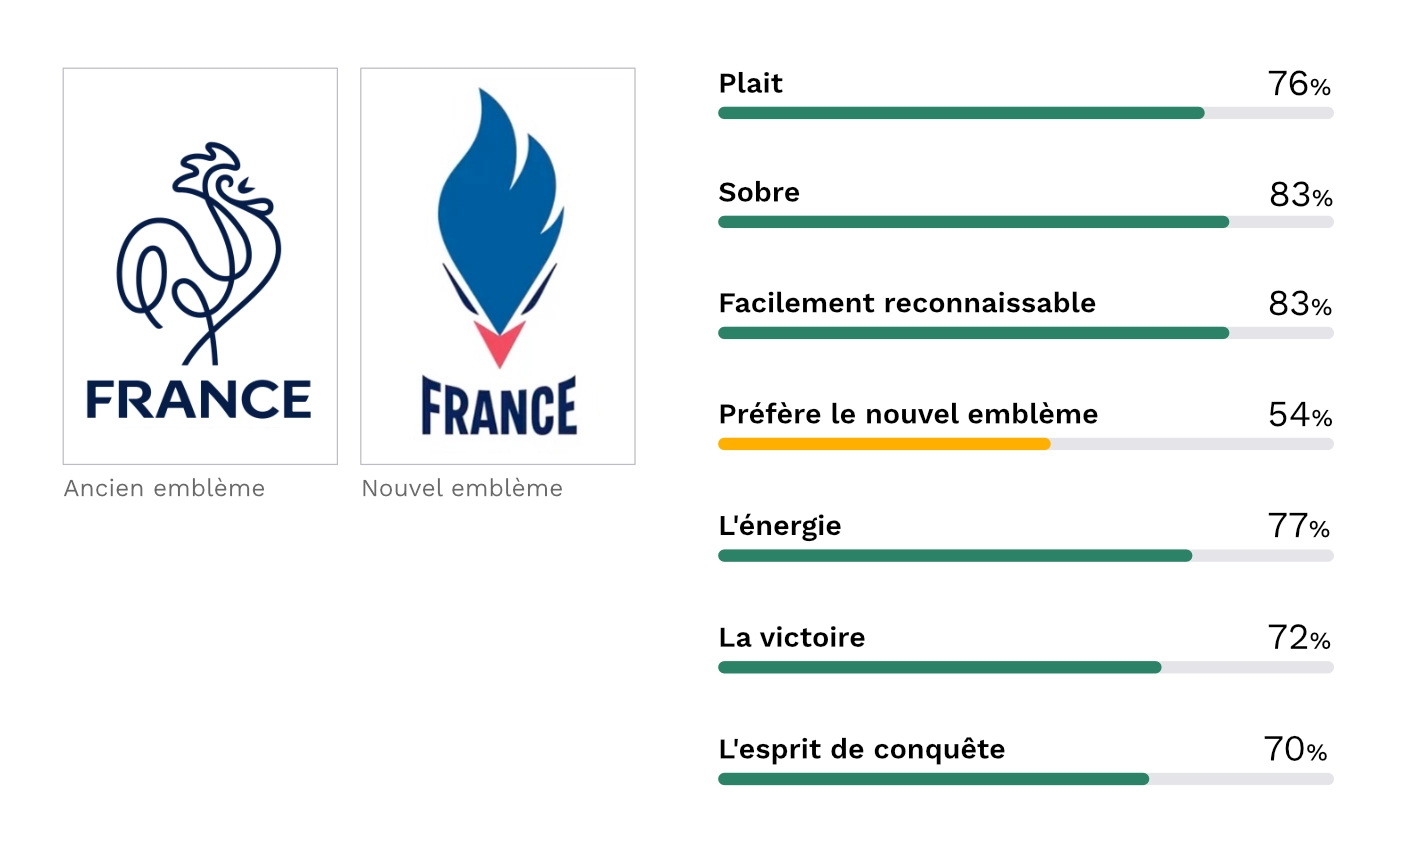 FRANCE
Ancien emblème
FRANCE
Nouvel emblème
Plait 76%
Sobre 83%
Facilement reconnaissable 83%
Préfère le nouvel emblème 54%
L'énergie 77%
La victoire 72%
L'esprit de conquête 70%